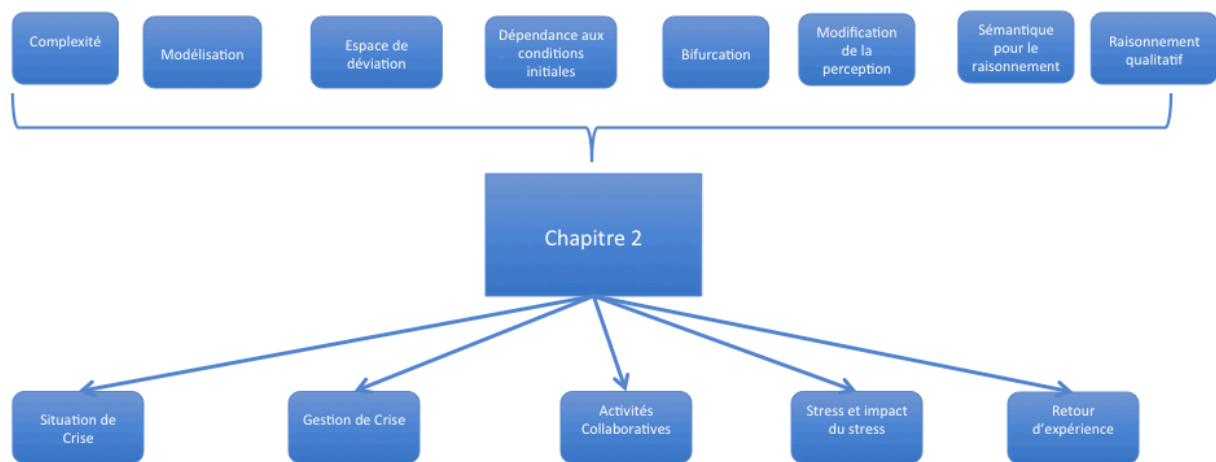 Complexité
Modélisation
Espace de
déviation
Dépendance aux
conditions
initiales
Bifurcation
Modification
de la
perception
Sémantique
pour le
raisonnement
Raisonnement
qualitatif
Chapitre 2
Situation de
Crise
Gestion de Crise
Activités
Collaboratives
Stress et impact
du stress
Retour
d'expérience